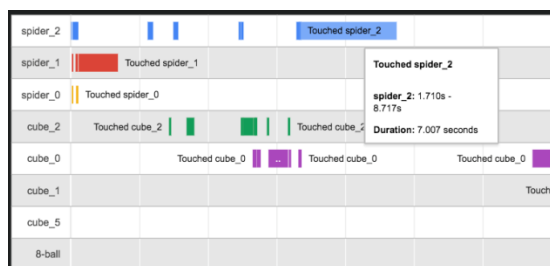 spider_2
Touched spider_2
spider_1
Touched spider_1
Touched spider_2
spider_0
Touched spider_0
spider_2: 1.710s -
8.717s
cube_2
Touched cube_2
Touched cube_2
Duration: 7.007 seconds
cube_0
Touched cube_0
..
Touched cube_0
Touched cube_0
cube_1
Touch
cube_5
8-ball